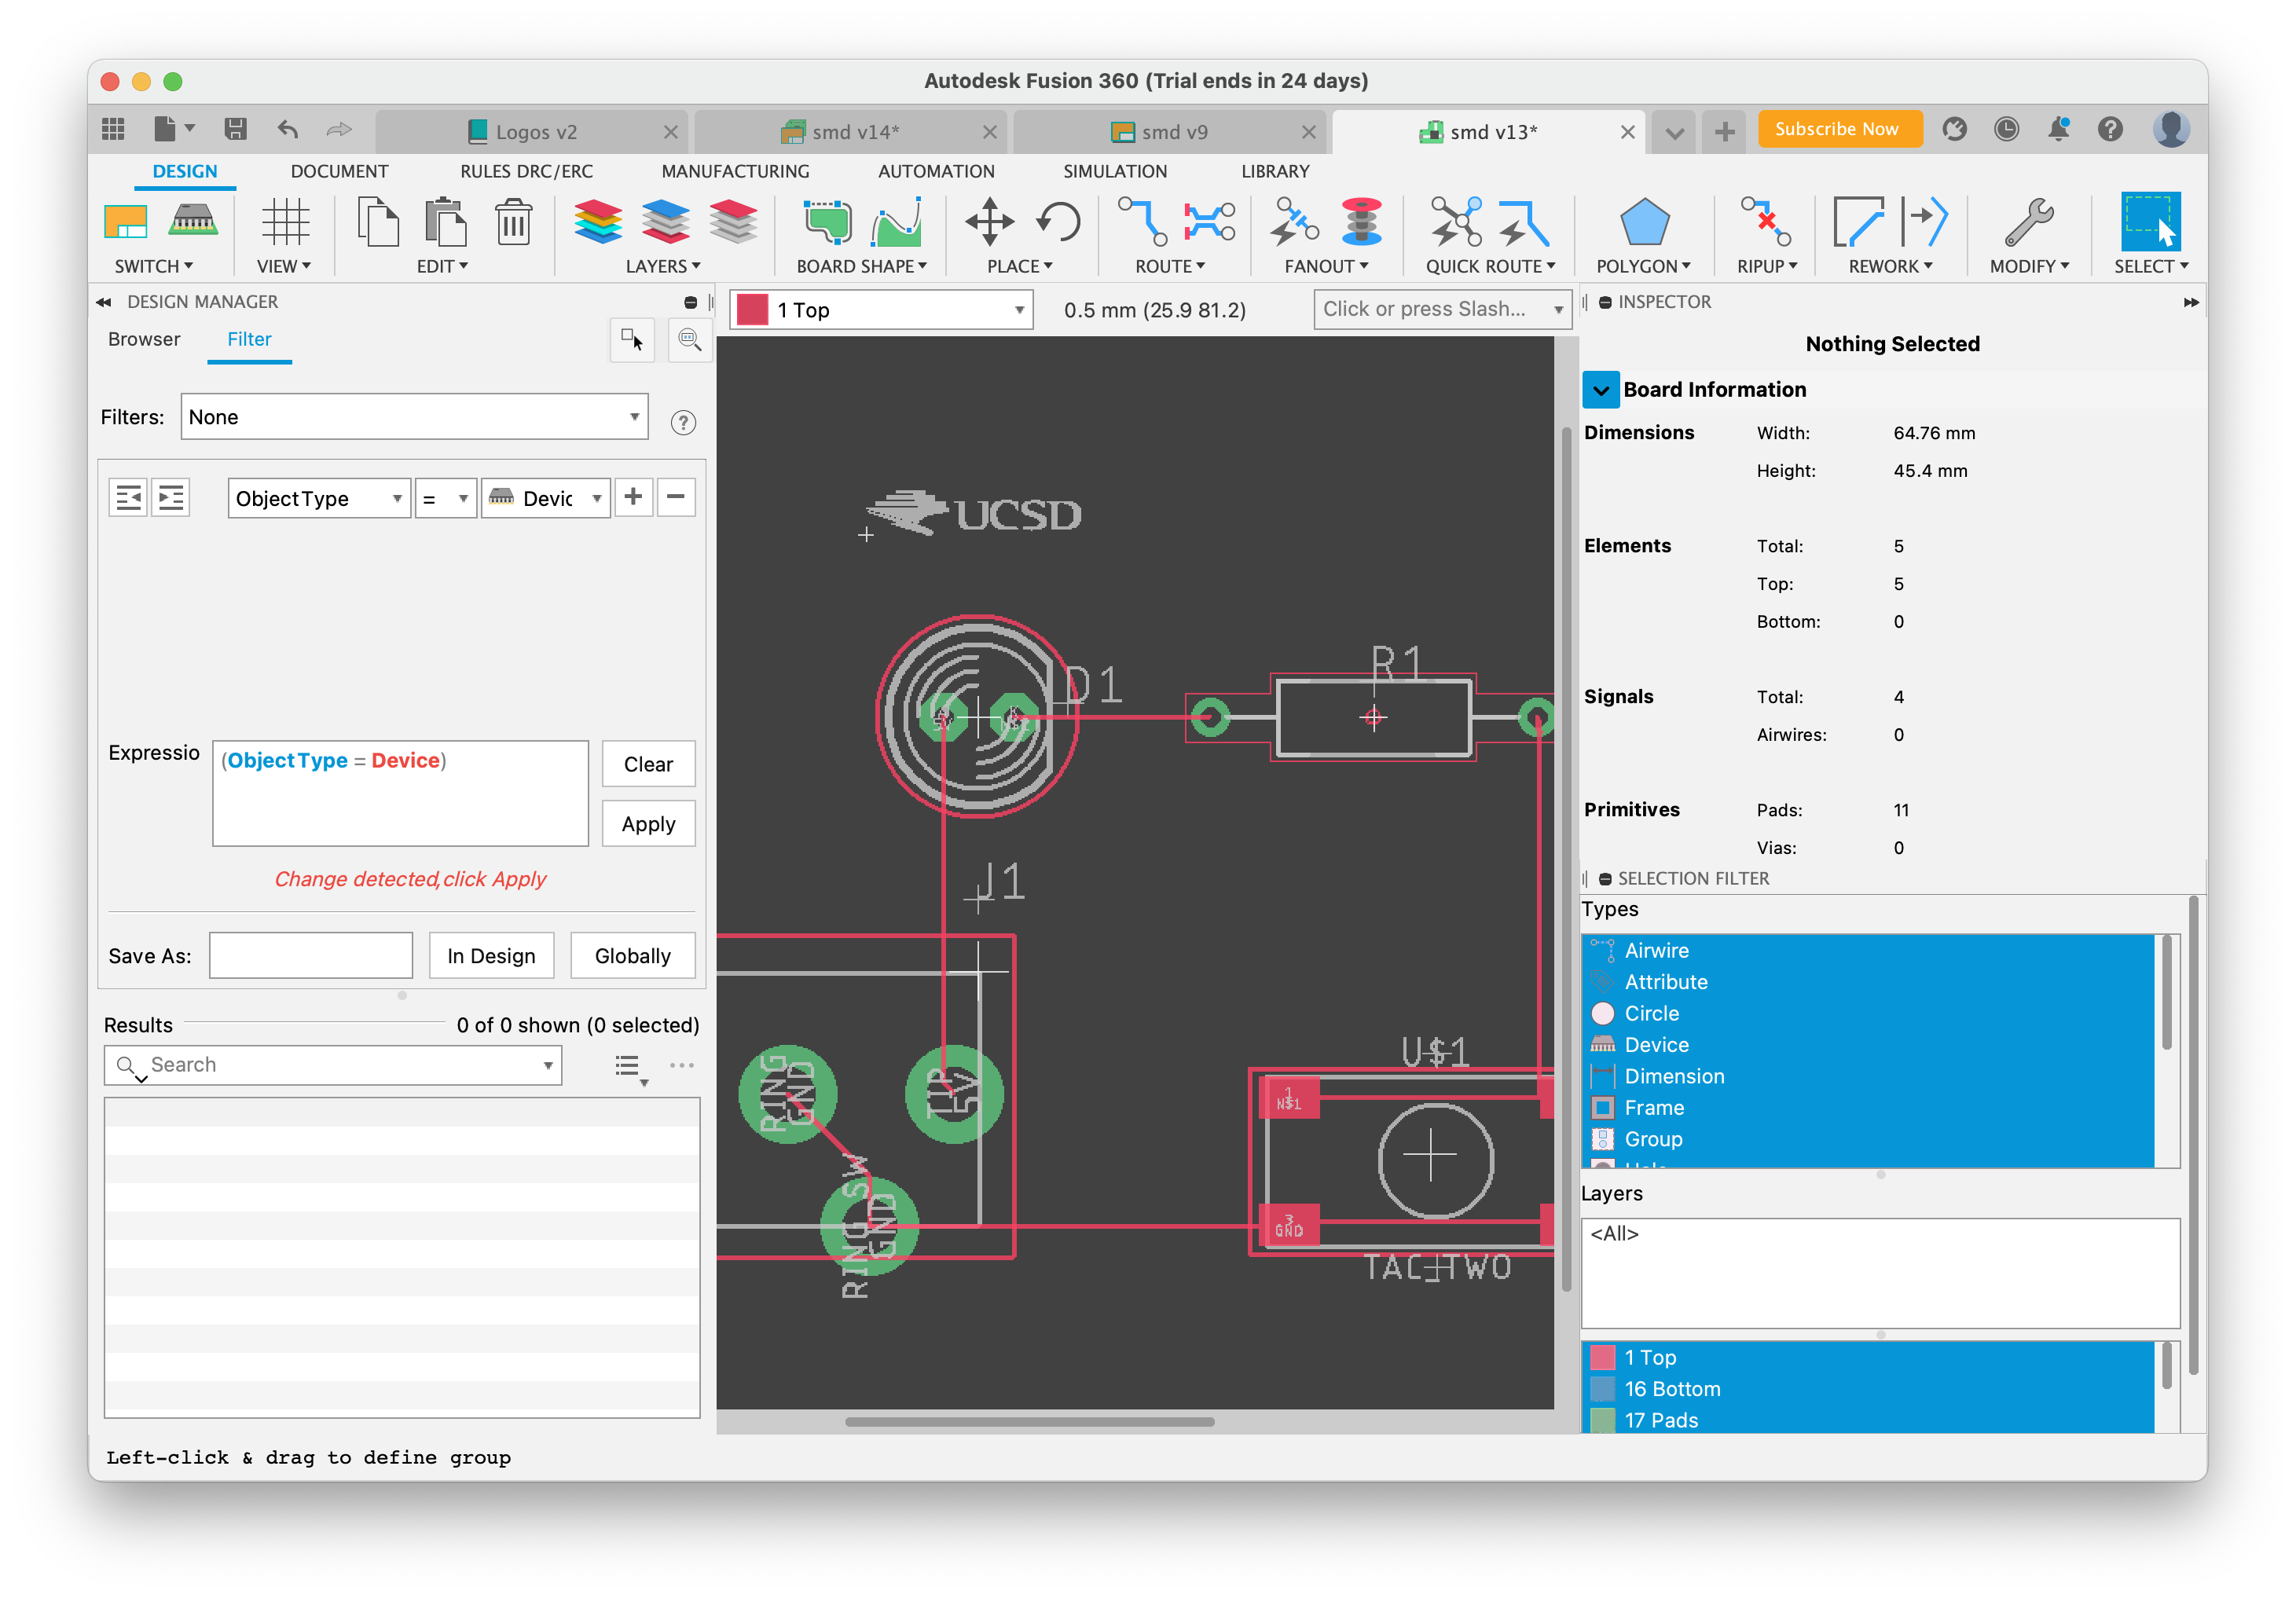 Autodesk Fusion 360 (Trial ends in 24 days)
Logos v2
smd v14*
smd v9
smd v13*
Subscribe Now
DESIGN
DOCUMENT
RULES DRC/ERC
MANUFACTURING
AUTOMATION
SIMULATION
LIBRARY
SWITCH
VIEW
EDIT
LAYERS
BOARD SHAPE
PLACE
ROUTE
FANOUT
QUICK ROUTE
POLYGON
RIPUP
REWORK
MODIFY
SELECT
DESIGN MANAGER
Browser
Filter
Filters:
None
ObjectType
=
Devic
Expressio
(ObjectType = Device)
Clear
Apply
Change detected,click Apply
Save As:
In Design
Globally
Results
0 of 0 shown (0 selected)
Search
1 Top
0.5 mm (25.9 81.2)
Click or press Slash...
UCSD
D1
R1
J1
RING
GND
TIP
5V
RING SW
GND
U$1
1
N$1
3
GND
TAC_TWO
INSPECTOR
Nothing Selected
Board Information
Dimensions
Width:
64.76 mm
Height:
45.4 mm
Elements
Total:
5
Top:
5
Bottom:
0
Signals
Total:
4
Airwires:
0
Primitives
Pads:
11
Vias:
0
SELECTION FILTER
Types
Airwire
Attribute
Circle
Device
Dimension
Frame
Group
Layers
<All>
1 Top
16 Bottom
17 Pads
Left-click & drag to define group